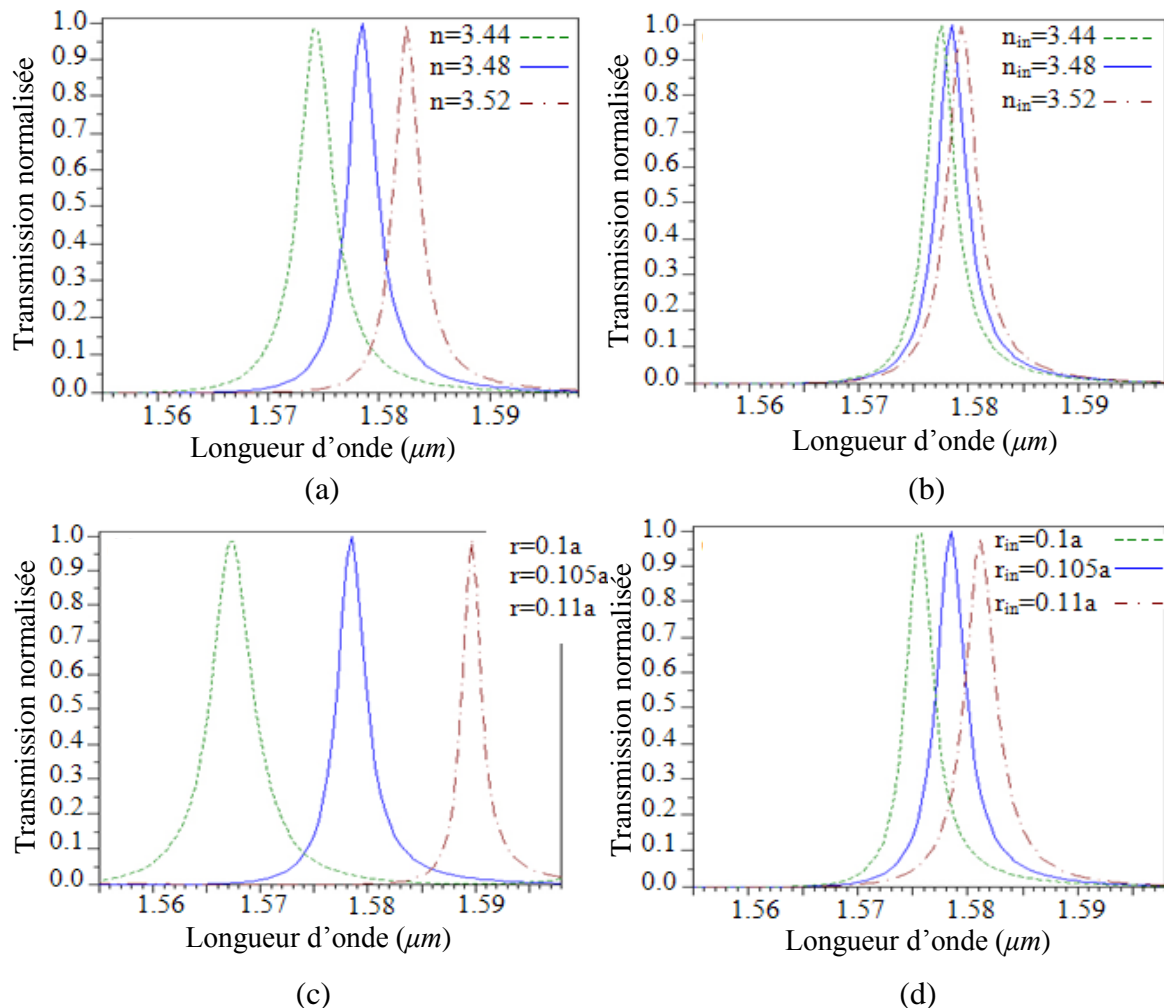 Transmission normalisée
1.0
0.9
0.8
0.7
0.6
0.5
0.4
0.3
0.2
0.1
0.0
n=3.44
n=3.48
n=3.52
1.56 1.57 1.58 1.59
Longueur d’onde (μm)
(a)
Transmission normalisée
1.0
0.9
0.8
0.7
0.6
0.5
0.4
0.3
0.2
0.1
0.0
nin=3.44
nin=3.48
nin=3.52
1.56 1.57 1.58 1.59
Longueur d’onde (μm)
(b)
Transmission normalisée
1.0
0.9
0.8
0.7
0.6
0.5
0.4
0.3
0.2
0.1
0.0
r=0.1a
r=0.105a
r=0.11a
1.56 1.57 1.58 1.59
Longueur d’onde (μm)
(c)
Transmission normalisée
1.0
0.9
0.8
0.7
0.6
0.5
0.4
0.3
0.2
0.1
0.0
rin=0.1a
rin=0.105a
rin=0.11a
1.56 1.57 1.58 1.59
Longueur d’onde (μm)
(d)